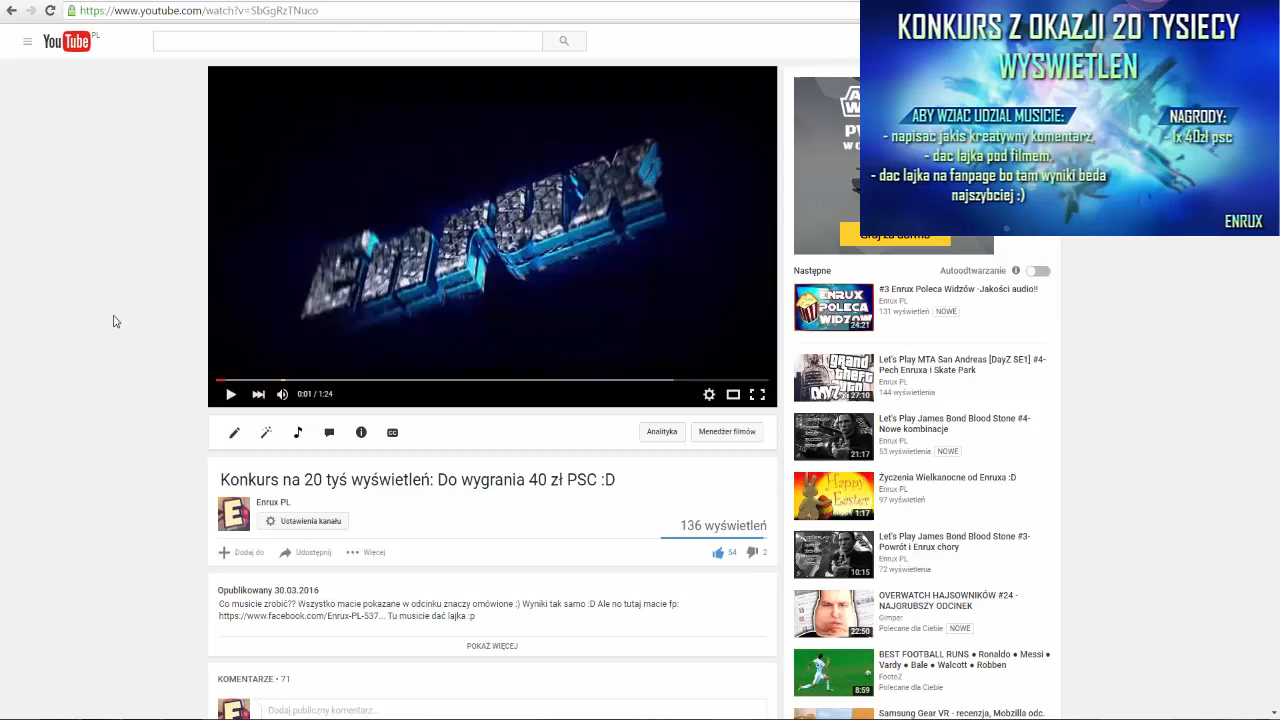 https://www.youtube.com/watch?v=SbGgRzTNuco
YouTube PL
KONKURS Z OKAZJI 20 TYSIECY
WYSWIETLEN
ABY WZIAC UDZIAL MUSICIE:
- napisac jakis kreatywny komentarz,
- dac lajka pod filmem,
- dac lajka na fanpage bo tam wyniki beda
najszybciej :)
NAGRODY:
- 1x 40zł psc
ENRUX
enrux
0:01 / 1:24
Analityka
Menedżer filmów
Konkurs na 20 tyś wyświetleń: Do wygrania 40 zł PSC :D
Enrux PL
Ustawienia kanału
136 wyświetleń
Dodaj do
Udostępnij
Więcej
54
2
Opublikowany 30.03.2016
Co musicie zrobić?? Wszystko macie pokazane w odcinku znaczy omówione :) Wyniki tak samo :D Ale no tutaj macie fp:
https://www.facebook.com/Enrux-PL-537... Tu musicie dać lajka :p
POKAŻ WIĘCEJ
KOMENTARZE • 71
Dodaj publiczny komentarz...
Następne
Autoodtwarzanie
ENRUX
POLECA
WIDZÓW
24:21
#3 Enrux Poleca Widzów -Jakości audio!!
Enrux PL
131 wyświetleń
NOWE
27:10
Let's Play MTA San Andreas [DayZ SE1] #4-
Pech Enruxa i Skate Park
Enrux PL
144 wyświetlenia
21:17
Let's Play James Bond Blood Stone #4-
Nowe kombinacje
Enrux PL
53 wyświetlenia
NOWE
Happy
Easter
1:17
Życzenia Wielkanocne od Enruxa :D
Enrux PL
97 wyświetleń
10:15
Let's Play James Bond Blood Stone #3-
Powrót i Enrux chory
Enrux PL
72 wyświetlenia
22:50
OVERWATCH HAJSOWNIKÓW #24 -
NAJGRUBSZY ODCINEK
Gimper
Polecane dla Ciebie
NOWE
8:59
BEST FOOTBALL RUNS ● Ronaldo ● Messi ●
Vardy ● Bale ● Walcott ● Robben
FootoZ
Polecane dla Ciebie
Samsung Gear VR - recenzja, Mobzilla odc.